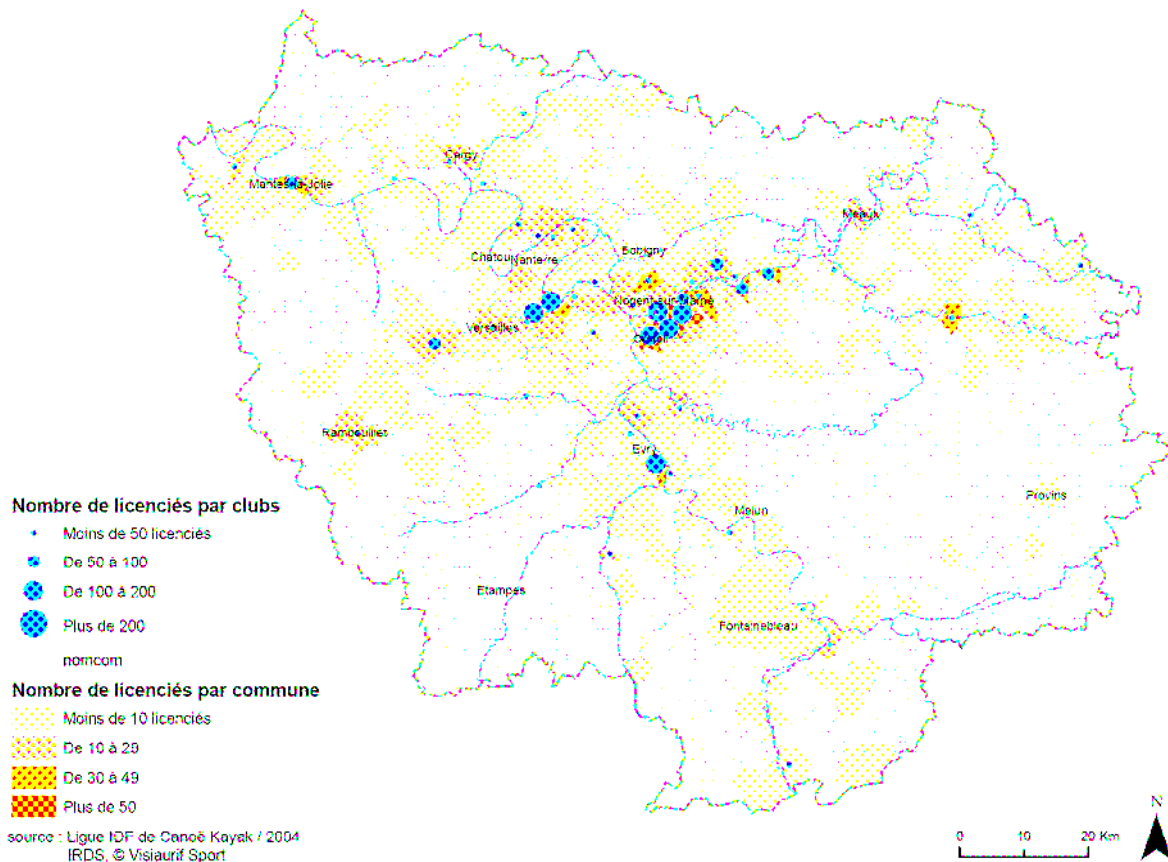 Cergy
Mantes-la-Jolie
Meaux
Bobigny
Chatou
Nanterre
Nogent-sur-Marne
Versailles
Créteil
Rambouillet
Evry
Provins
Melun
Etampes
Fontainebleau
Nombre de licenciés par clubs
Moins de 50 licenciés
De 50 à 100
De 100 à 200
Plus de 200
nomcom
Nombre de licenciés par commune
Moins de 10 licenciés
De 10 à 29
De 30 à 49
Plus de 50
source : Ligue IDF de Canoë Kayak / 2004
IRDS, © Visiaurif Sport
N
0 10 20 Km